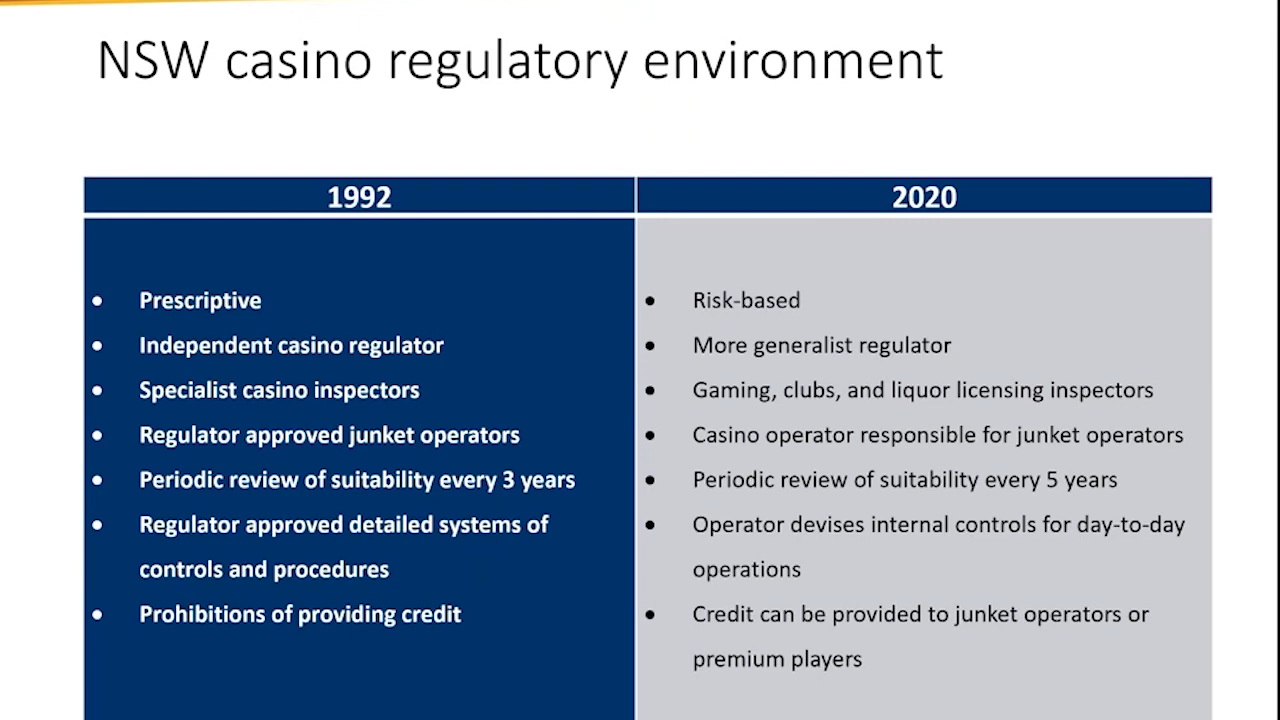 NSW casino regulatory environment
1992
• Prescriptive
• Independent casino regulator
• Specialist casino inspectors
• Regulator approved junket operators
• Periodic review of suitability every 3 years
• Regulator approved detailed systems of
controls and procedures
• Prohibitions of providing credit
2020
• Risk-based
• More generalist regulator
• Gaming, clubs, and liquor licensing inspectors
• Casino operator responsible for junket operators
• Periodic review of suitability every 5 years
• Operator devises internal controls for day-to-day
operations
• Credit can be provided to junket operators or
premium players